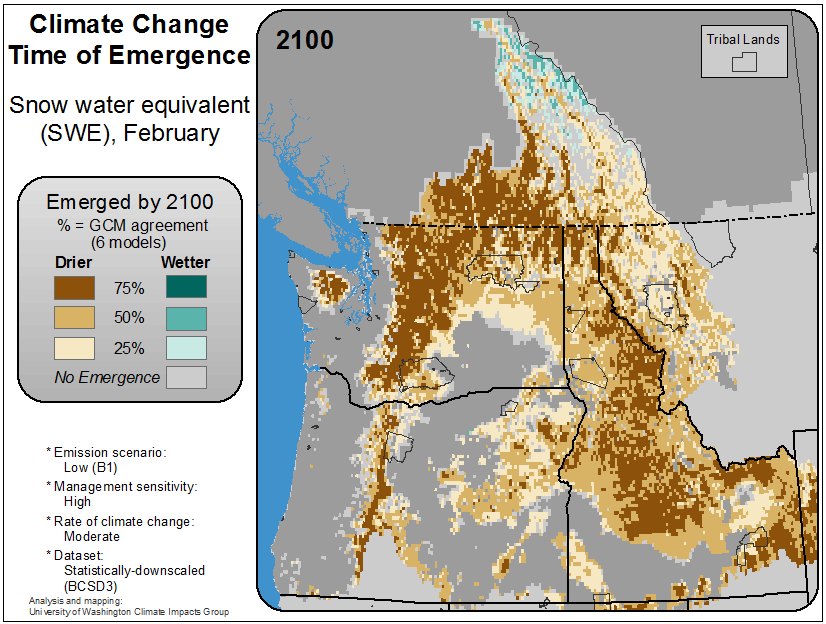 Climate Change
Time of Emergence
Snow water equivalent
(SWE), February
Emerged by 2100
% = GCM agreement
(6 models)
Drier Wetter
75%
50%
25%
No Emergence
* Emission scenario:
Low (B1)
* Management sensitivity:
High
* Rate of climate change:
Moderate
* Dataset:
Statistically-downscaled
(BCSD3)
Analysis and mapping:
University of Washington Climate Impacts Group
2100
Tribal Lands